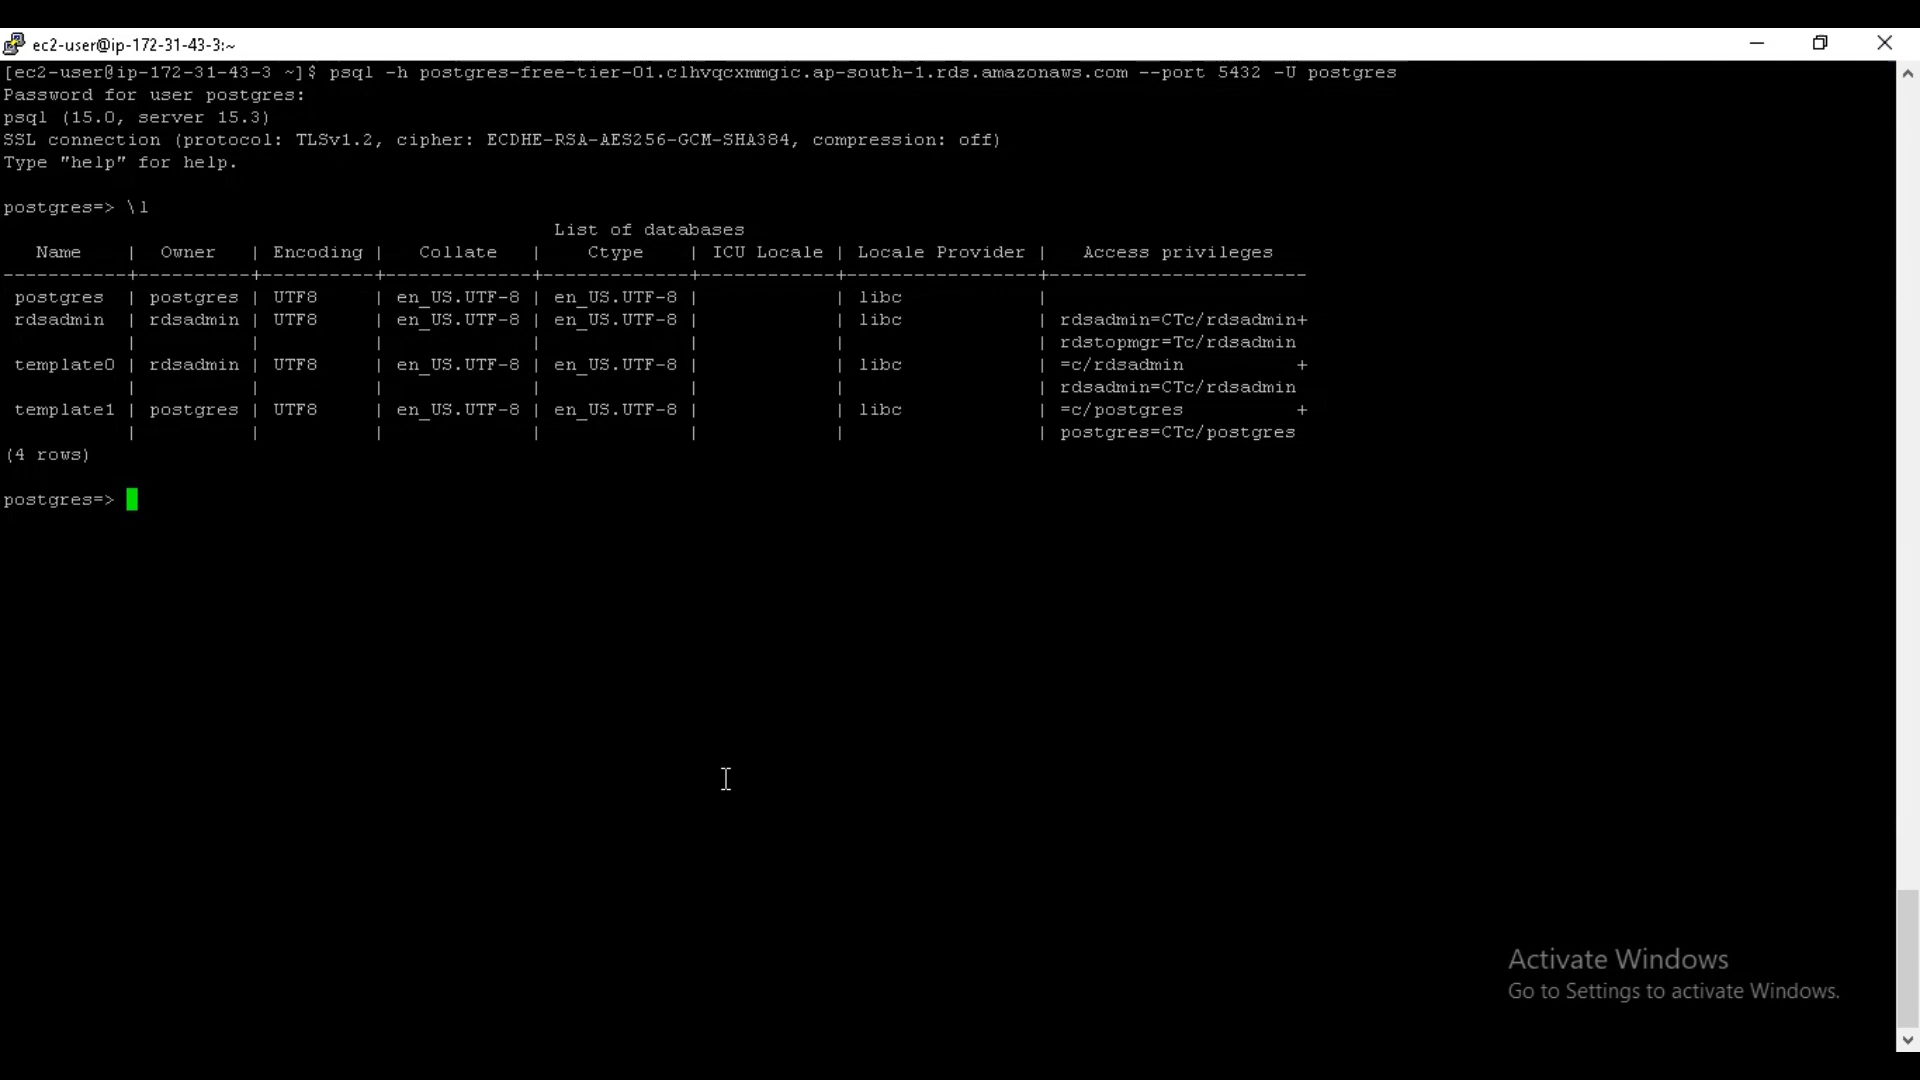 ec2-user@ip-172-31-43-3:~
[ec2-user@ip-172-31-43-3 ~]$ psql -h postgres-free-tier-01.clhvqcxmmgic.ap-south-1.rds.amazonaws.com --port 5432 -U postgres
Password for user postgres:
psql (15.0, server 15.3)
SSL connection (protocol: TLSv1.2, cipher: ECDHE-RSA-AES256-GCM-SHA384, compression: off)
Type "help" for help.
postgres=> \l
List of databases
Name | Owner | Encoding | Collate | Ctype | ICU Locale | Locale Provider | Access privileges
-----------+----------+----------+-------------+-------------+------------+-----------------+-----------------------
postgres | postgres | UTF8 | en_US.UTF-8 | en_US.UTF-8 | | libc |
rdsadmin | rdsadmin | UTF8 | en_US.UTF-8 | en_US.UTF-8 | | libc | rdsadmin=CTc/rdsadmin+
| | | | | | | rdstopmgr=Tc/rdsadmin
template0 | rdsadmin | UTF8 | en_US.UTF-8 | en_US.UTF-8 | | libc | =c/rdsadmin +
| | | | | | | rdsadmin=CTc/rdsadmin
template1 | postgres | UTF8 | en_US.UTF-8 | en_US.UTF-8 | | libc | =c/postgres +
| | | | | | | postgres=CTc/postgres
(4 rows)
postgres=>
Activate Windows
Go to Settings to activate Windows.